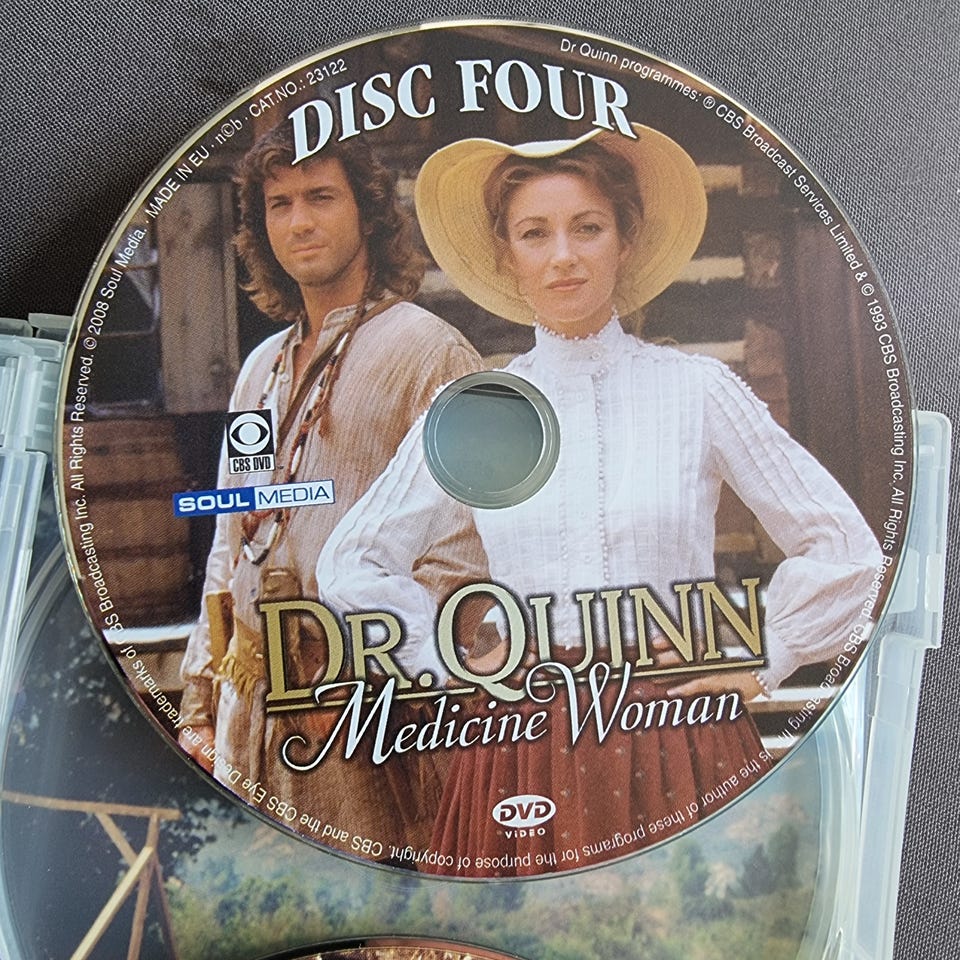 DISC FOUR
Dr Quinn programmes: ℗ CBS Broadcast Services Limited & © 1993 CBS Broadcasting Inc. All Rights Reserved. CBS Broadcasting is the author of these programs for the purpose of copyright. CBS and the CBS Eye Design are trademarks of CBS Broadcasting Inc. All Rights Reserved. © 2008 Soul Media. . MADE IN EU · n©b · CAT.NO.: 23122
CBS DVD
SOUL MEDIA
DR. QUINN
Medicine Woman
DVD
VIDEO